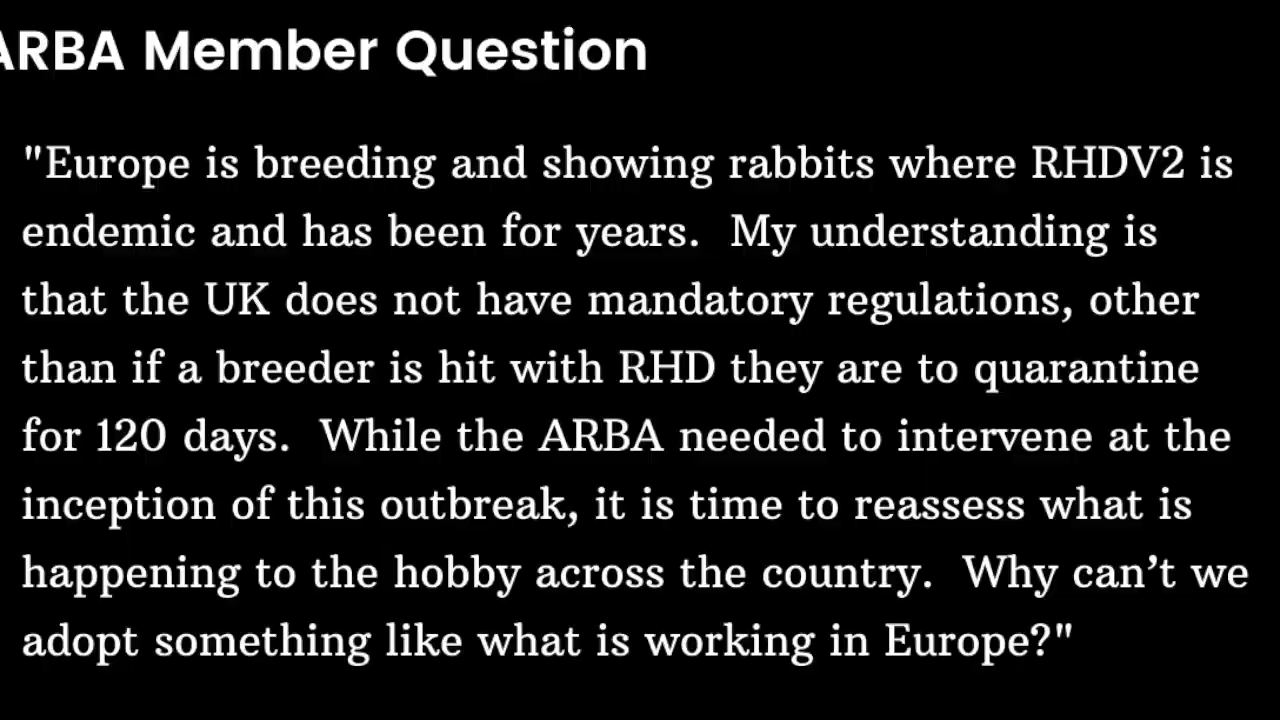 ARBA Member Question
"Europe is breeding and showing rabbits where RHDV2 is
endemic and has been for years.  My understanding is
that the UK does not have mandatory regulations, other
than if a breeder is hit with RHD they are to quarantine
for 120 days.  While the ARBA needed to intervene at the
inception of this outbreak, it is time to reassess what is
happening to the hobby across the country.  Why can’t we
adopt something like what is working in Europe?"